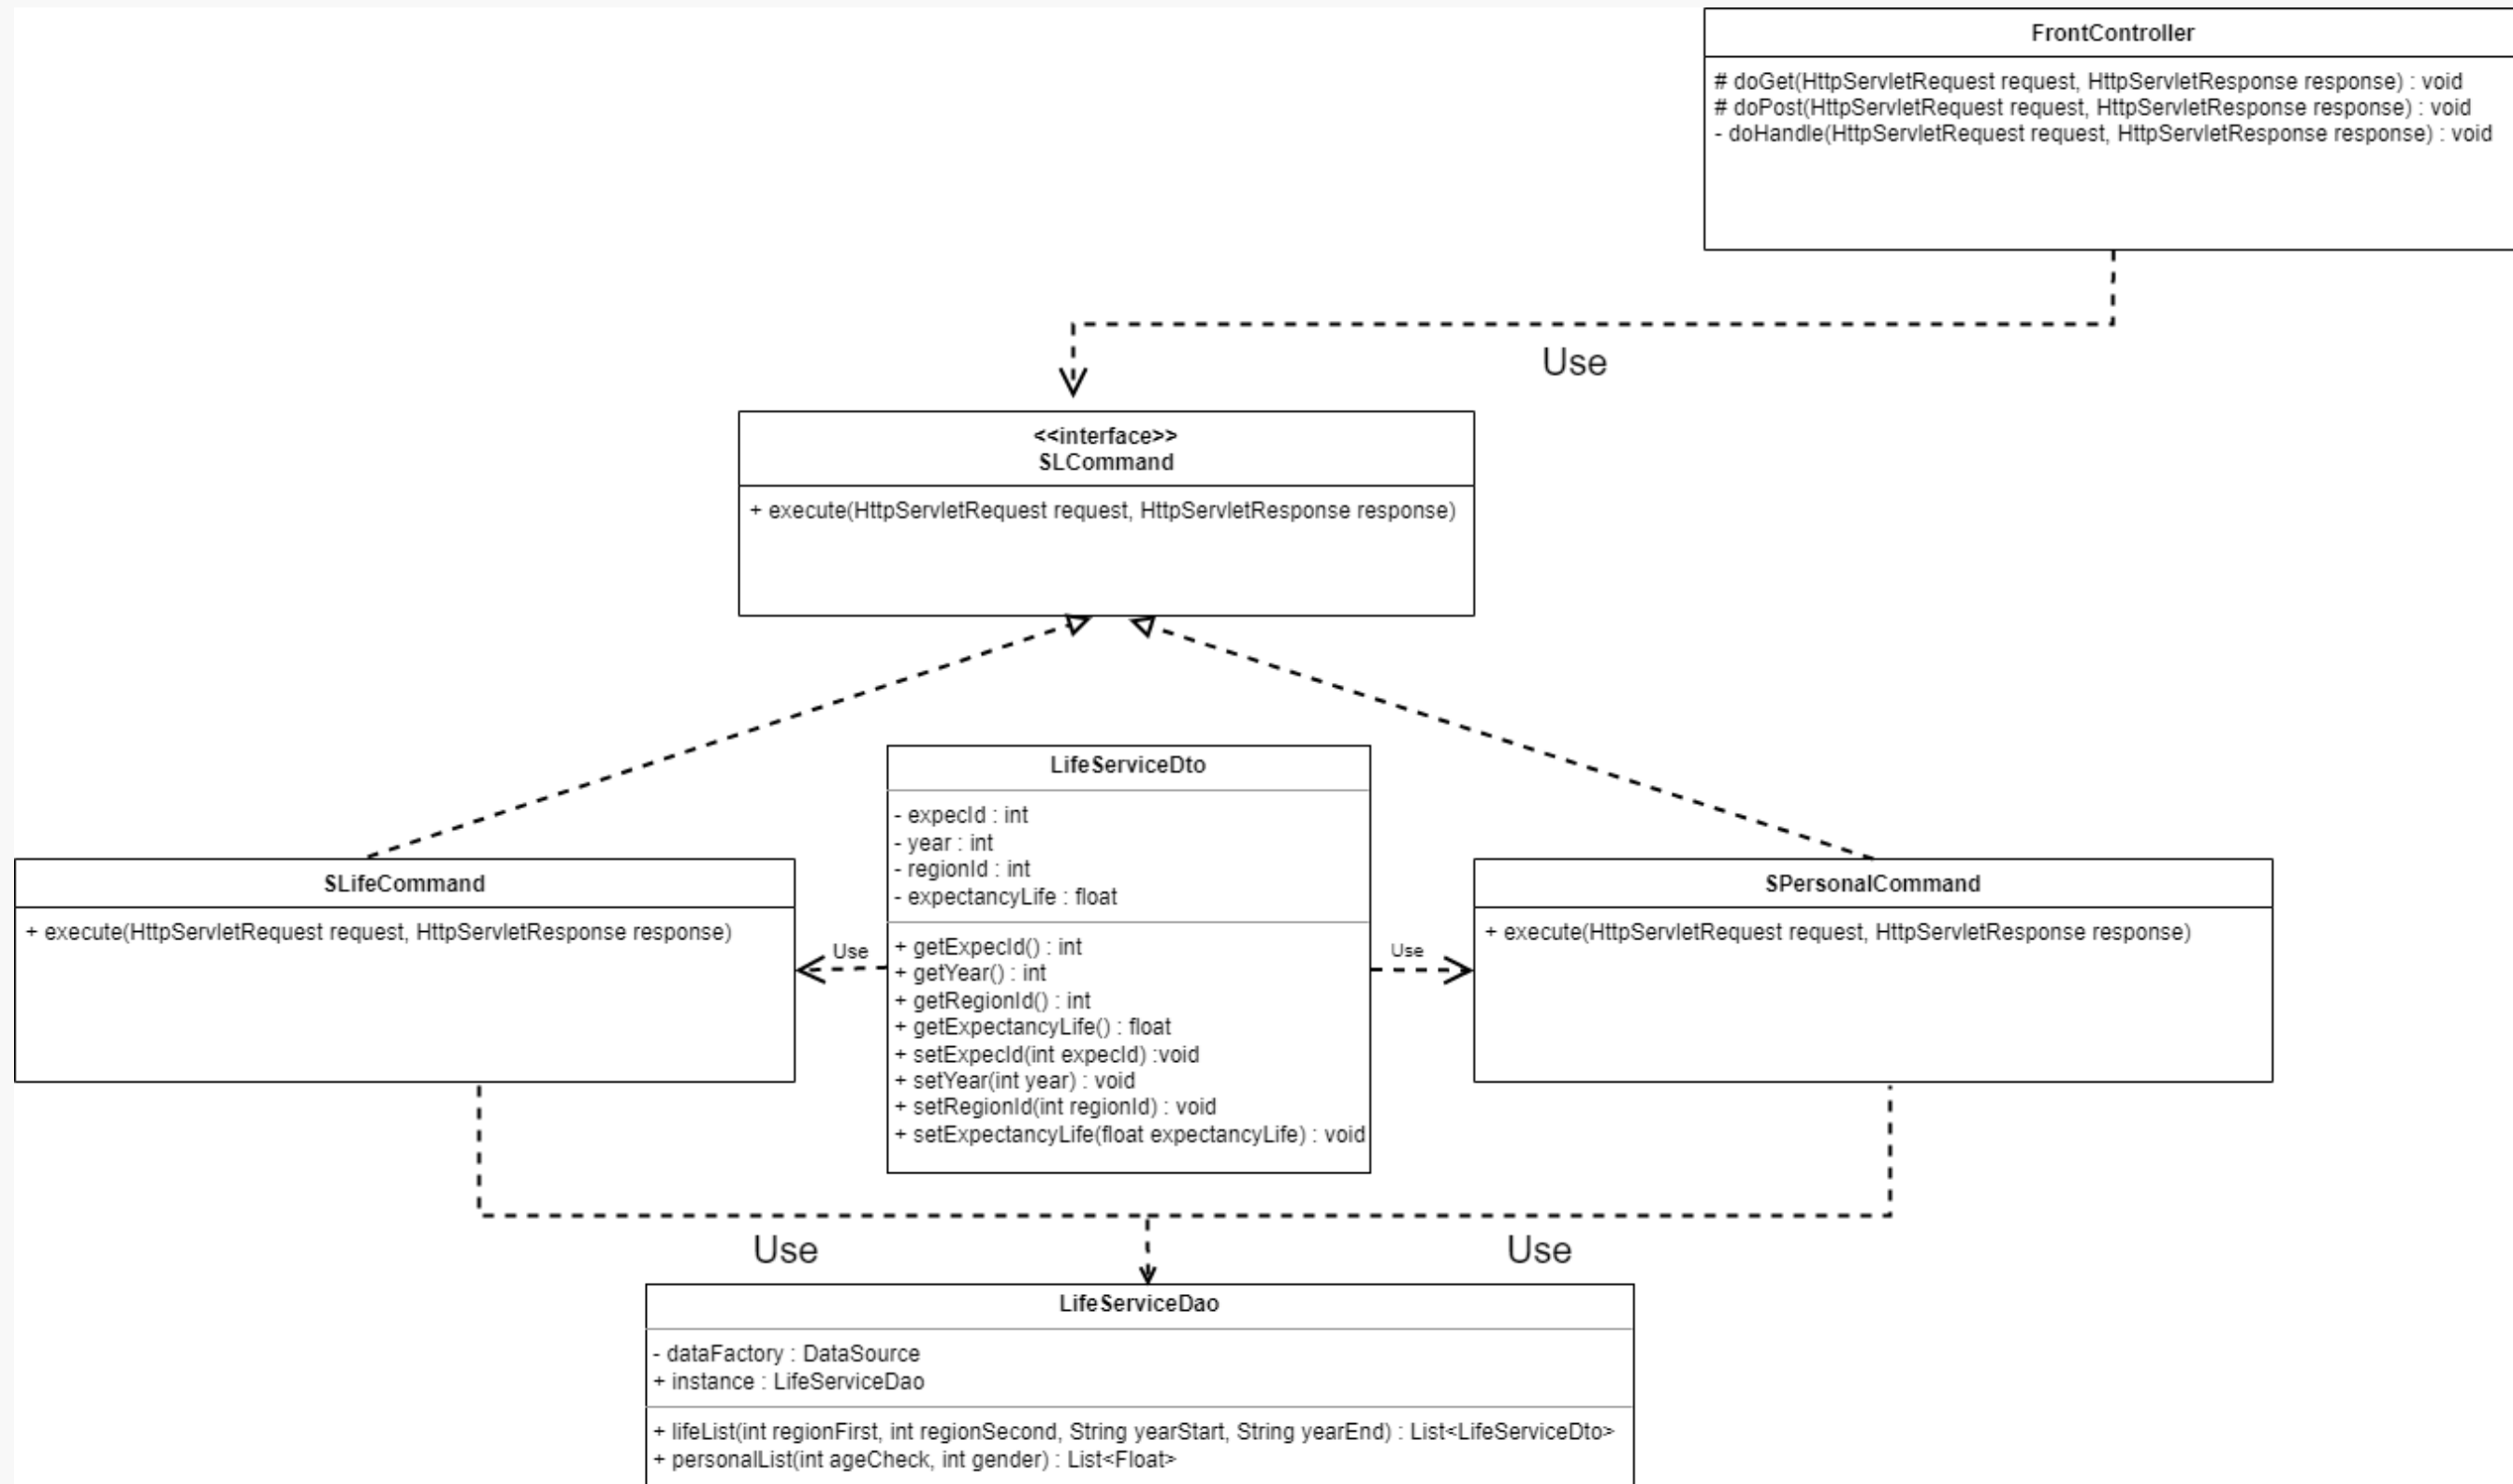 FrontController
# doGet(HttpServletRequest request, HttpServletResponse response) : void
# doPost(HttpServletRequest request, HttpServletResponse response) : void
- doHandle(HttpServletRequest request, HttpServletResponse response) : void
Use
<<interface>>
SLCommand
+ execute(HttpServletRequest request, HttpServletResponse response)
SLifeCommand
+ execute(HttpServletRequest request, HttpServletResponse response)
Use
LifeServiceDto
- expecId : int
- year : int
- regionId : int
- expectancyLife : float
+ getExpecId() : int
+ getYear() : int
+ getRegionId() : int
+ getExpectancyLife() : float
+ setExpecId(int expecId) :void
+ setYear(int year) : void
+ setRegionId(int regionId) : void
+ setExpectancyLife(float expectancyLife) : void
Use
SPersonalCommand
+ execute(HttpServletRequest request, HttpServletResponse response)
Use
Use
LifeServiceDao
- dataFactory : DataSource
+ instance : LifeServiceDao
+ lifeList(int regionFirst, int regionSecond, String yearStart, String yearEnd) : List<LifeServiceDto>
+ personalList(int ageCheck, int gender) : List<Float>